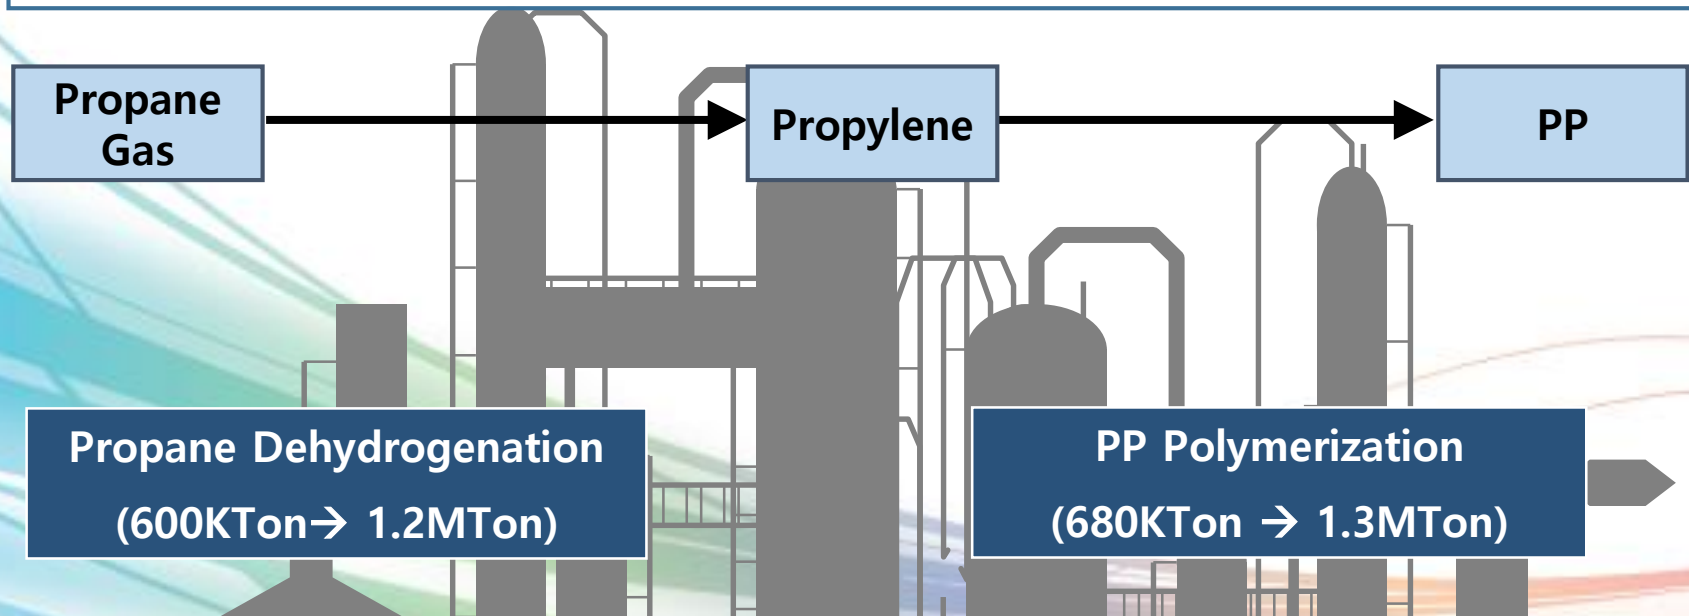 Propane
Gas
Propylene
PP
Propane Dehydrogenation
(600KTon→ 1.2MTon)
PP Polymerization
(680KTon → 1.3MTon)